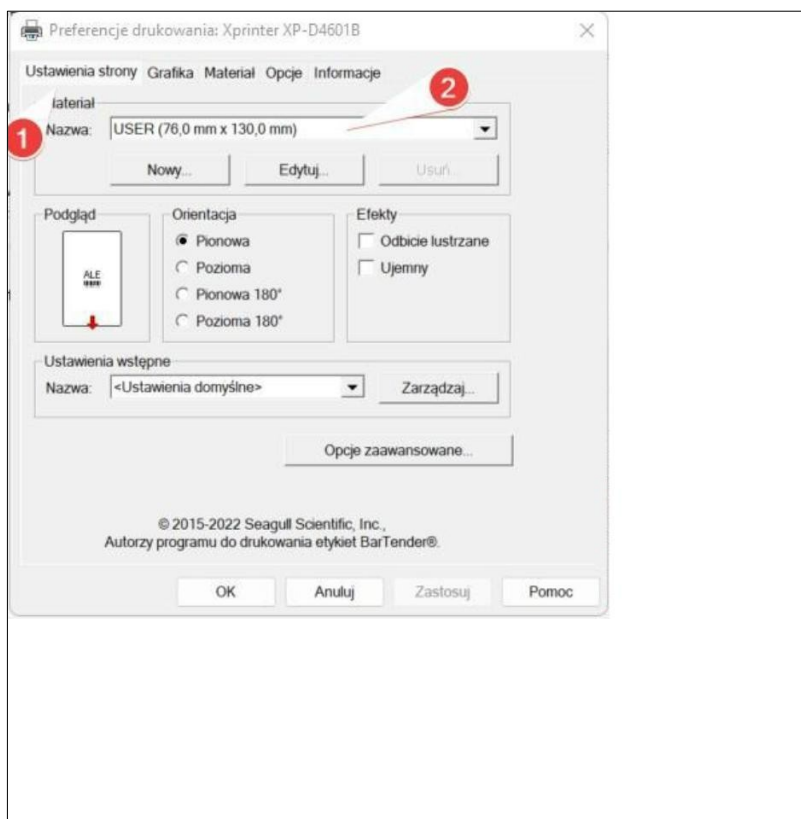 Preferencje drukowania: Xprinter XP-D4601B
Ustawienia strony Grafika Materiał Opcje Informacje
2
1
Nazwa: USER (76,0 mm x 130,0 mm)
Nowy... Edytuj... Usuń...
Podgląd Orientacja Efekty
Pionowa Odbicie lustrzane
ALE
Pozioma Ujemny
Pionowa 180°
Pozioma 180°
Ustawienia wstępne
Nazwa: <Ustawienia domyślne> Zarządzaj...
Opcje zaawansowane...
© 2015-2022 Seagull Scientific, Inc.,
Autorzy programu do drukowania etykiet BarTender®.
OK Anuluj Zastosuj Pomoc